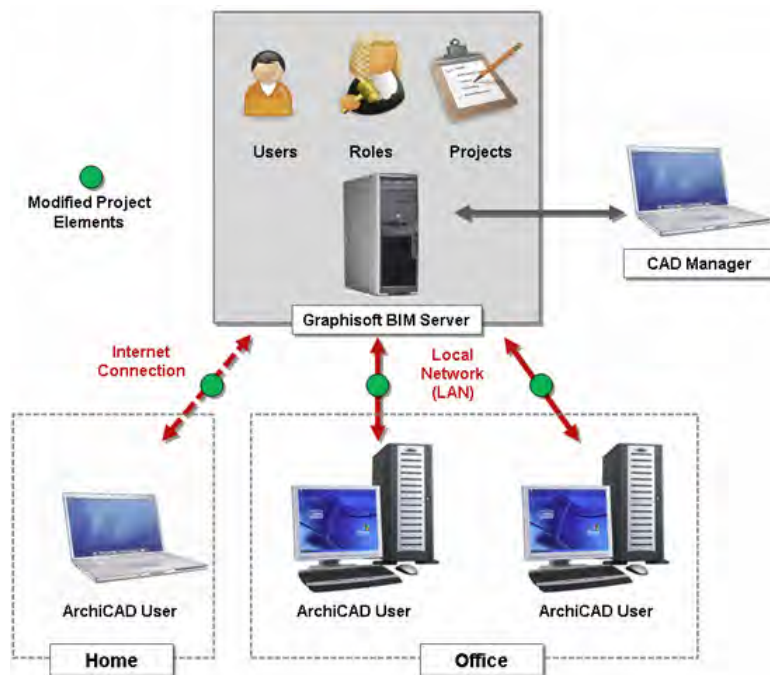 Users
Roles
Projects
Modified Project
Elements
CAD Manager
Graphisoft BIM Server
Internet
Connection
Local
Network
(LAN)
ArchiCAD User
ArchiCAD User
ArchiCAD User
Home
Office